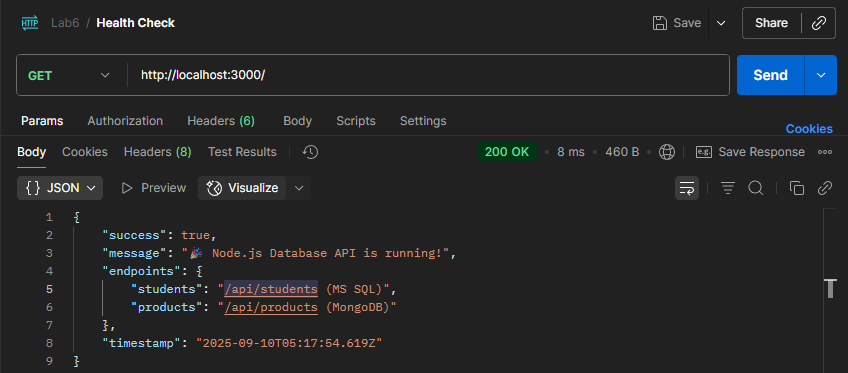 HTTP Lab6 / Health Check Save Share
GET http://localhost:3000/ Send
Params Authorization Headers (6) Body Scripts Settings
Cookies
Body Cookies Headers (8) Test Results 200 OK • 8 ms • 460 B e.g. Save Response
{} JSON Preview Visualize
1 {
2 "success": true,
3 "message": "🎉 Node.js Database API is running!",
4 "endpoints": {
5 "students": "/api/students (MS SQL)",
6 "products": "/api/products (MongoDB)"
7 },
8 "timestamp": "2025-09-10T05:17:54.619Z"
9 }